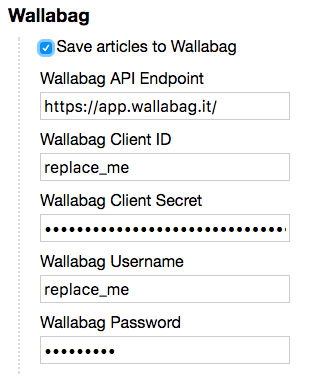 Wallabag
Save articles to Wallabag
Wallabag API Endpoint
https://app.wallabag.it/
Wallabag Client ID
replace_me
Wallabag Client Secret
••••••••••••••••••••••••••••••
Wallabag Username
replace_me
Wallabag Password
•••••••••